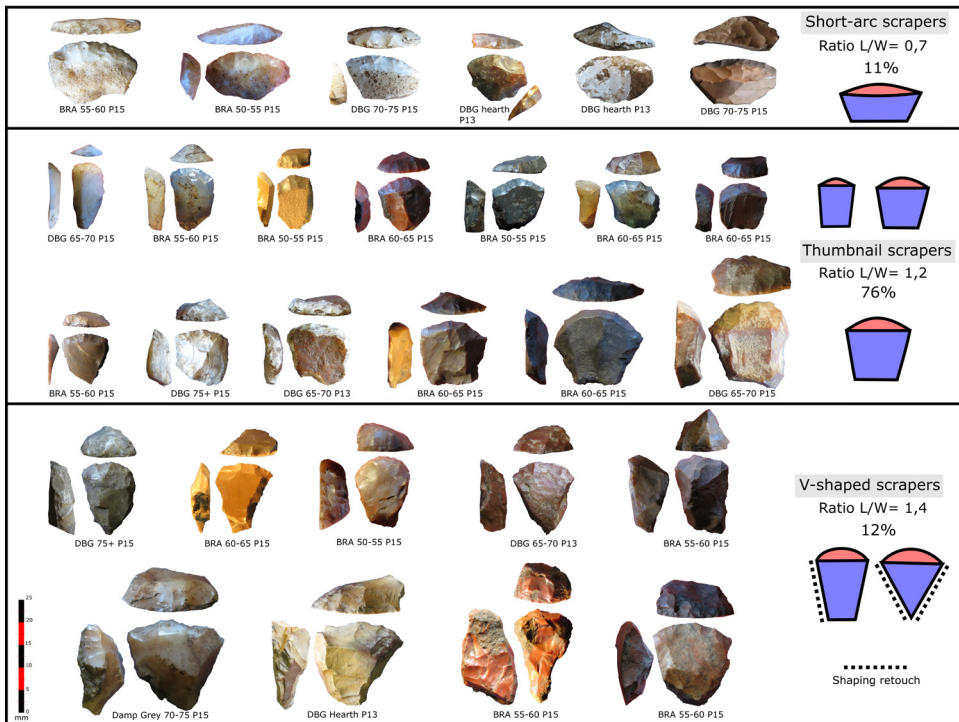 Short-arc scrapers
Ratio L/W= 0,7
11%
BRA 55-60 P15
BRA 50-55 P15
DBG 70-75 P15
DBG hearth
P13
DBG hearth P13
DBG 70-75 P15
DBG 65-70 P15
BRA 55-60 P15
BRA 50-55 P15
BRA 60-65 P15
BRA 50-55 P15
BRA 60-65 P15
BRA 60-65 P15
Thumbnail scrapers
Ratio L/W= 1,2
76%
BRA 55-60 P15
DBG 75+ P15
DBG 65-70 P13
BRA 60-65 P15
BRA 60-65 P15
DBG 65-70 P15
V-shaped scrapers
Ratio L/W= 1,4
12%
DBG 75+ P15
BRA 60-65 P15
BRA 50-55 P15
DBG 65-70 P13
BRA 55-60 P15
25
20
15
10
5
0
mm
Damp Grey 70-75 P15
DBG Hearth P13
BRA 55-60 P15
BRA 55-60 P15
Shaping retouch